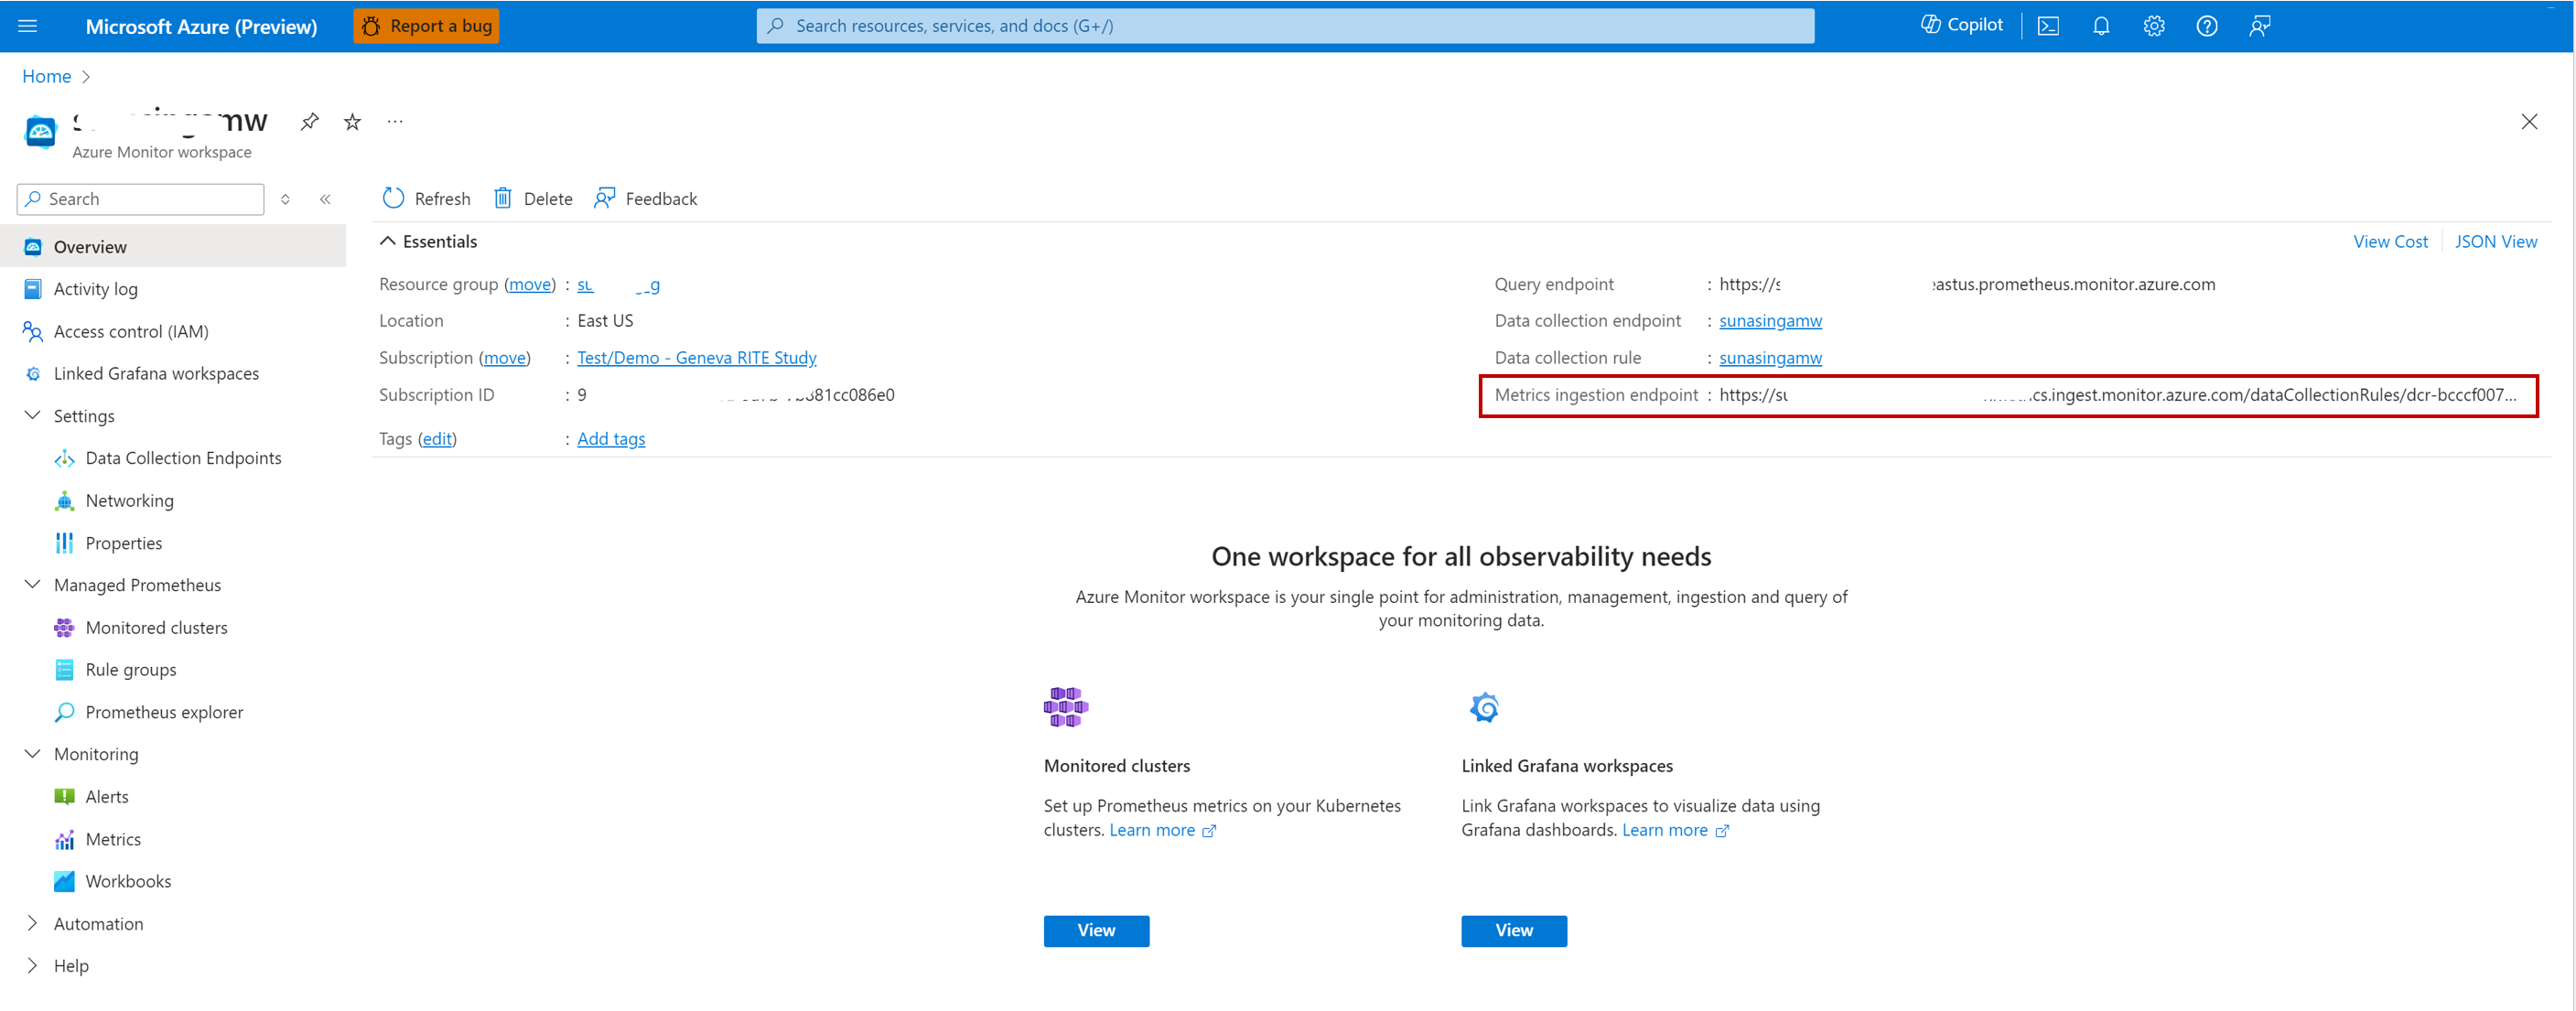 Microsoft Azure (Preview)
Report a bug
Search resources, services, and docs (G+/)
Copilot
Home
Azure Monitor workspace
Search
Refresh
Delete
Feedback
Overview
Activity log
Access control (IAM)
Linked Grafana workspaces
Settings
Data Collection Endpoints
Networking
Properties
Managed Prometheus
Monitored clusters
Rule groups
Prometheus explorer
Monitoring
Alerts
Metrics
Workbooks
Automation
Help
Essentials
View Cost
JSON View
Resource group (move) :
Location : East US
Subscription (move) : Test/Demo - Geneva RITE Study
Subscription ID : 9 81cc086e0
Tags (edit) : Add tags
Query endpoint : https:// eastus.prometheus.monitor.azure.com
Data collection endpoint : sunasingamw
Data collection rule : sunasingamw
Metrics ingestion endpoint : https://su cs.ingest.monitor.azure.com/dataCollectionRules/dcr-bcccf007...
One workspace for all observability needs
Azure Monitor workspace is your single point for administration, management, ingestion and query of
your monitoring data.
Monitored clusters
Set up Prometheus metrics on your Kubernetes
clusters. Learn more
View
Linked Grafana workspaces
Link Grafana workspaces to visualize data using
Grafana dashboards. Learn more
View